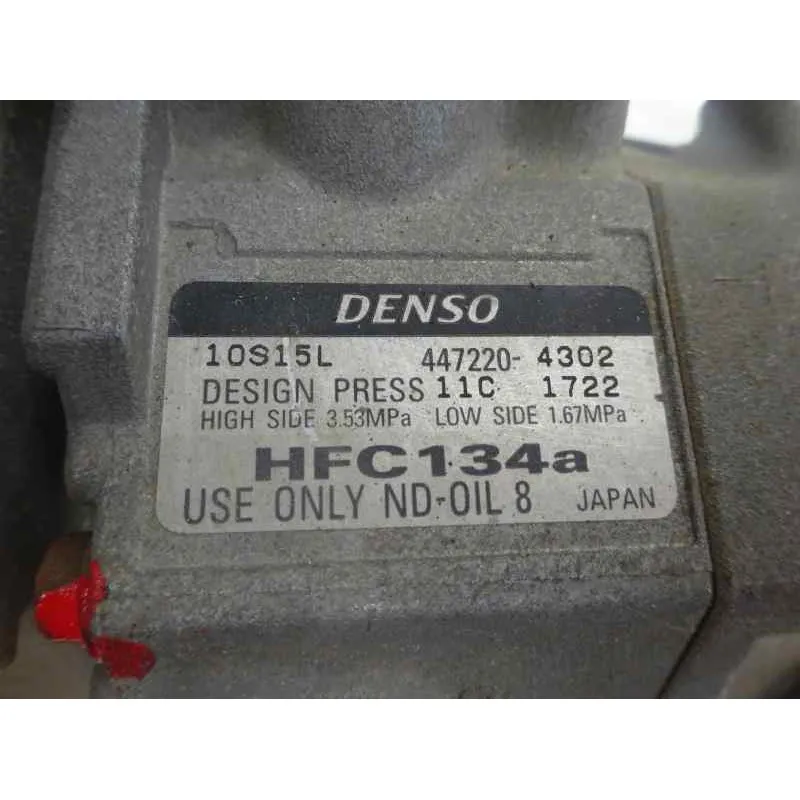 DENSO
10S15L 447220- 4302
DESIGN PRESS 11C 1722
HIGH SIDE 3.53MPa LOW SIDE 1.67MPa
HFC134a
USE ONLY ND-OIL 8 JAPAN